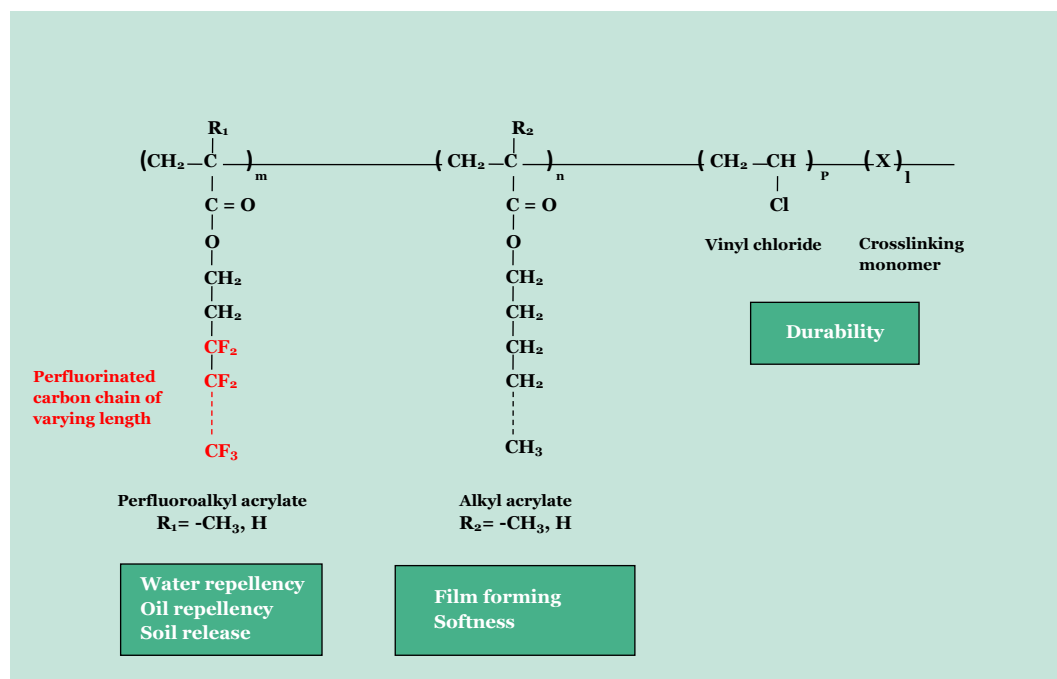 R₁
R₂
(CH₂—C)m (CH₂—C)n (CH₂—CH)P (X)l
C = O
C = O
Cl
O
O
Vinyl chloride
Crosslinking
monomer
CH₂
CH₂
CH₂
CH₂
Durability
CF₂
CH₂
Perfluorinated
carbon chain of
varying length
CF₂
CH₂
CF₃
CH₃
Perfluoroalkyl acrylate
R₁= -CH₃, H
Alkyl acrylate
R₂= -CH₃, H
Water repellency
Oil repellency
Soil release
Film forming
Softness